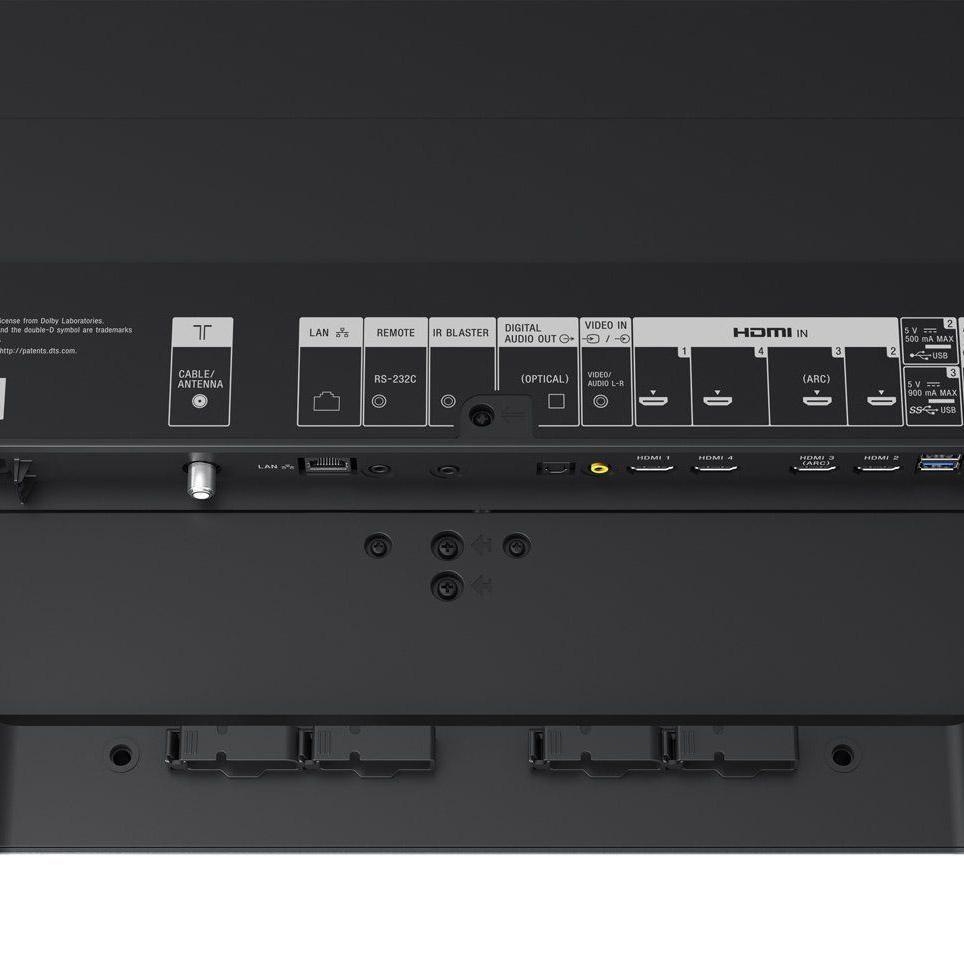 icense from Dolby Laboratories.
nd the double-D symbol are trademarks
http://patents.dts.com.
CABLE/
ANTENNA
LAN
REMOTE
RS-232C
IR BLASTER
DIGITAL
AUDIO OUT
(OPTICAL)
VIDEO IN
/
VIDEO/
AUDIO L-R
HDMI IN
1
4
3
2
(ARC)
2
5 V
500 mA MAX
USB
3
5 V
900 mA MAX
SS USB
LAN
HDMI 1
HDMI 4
HDMI 3
(ARC)
HDMI 2